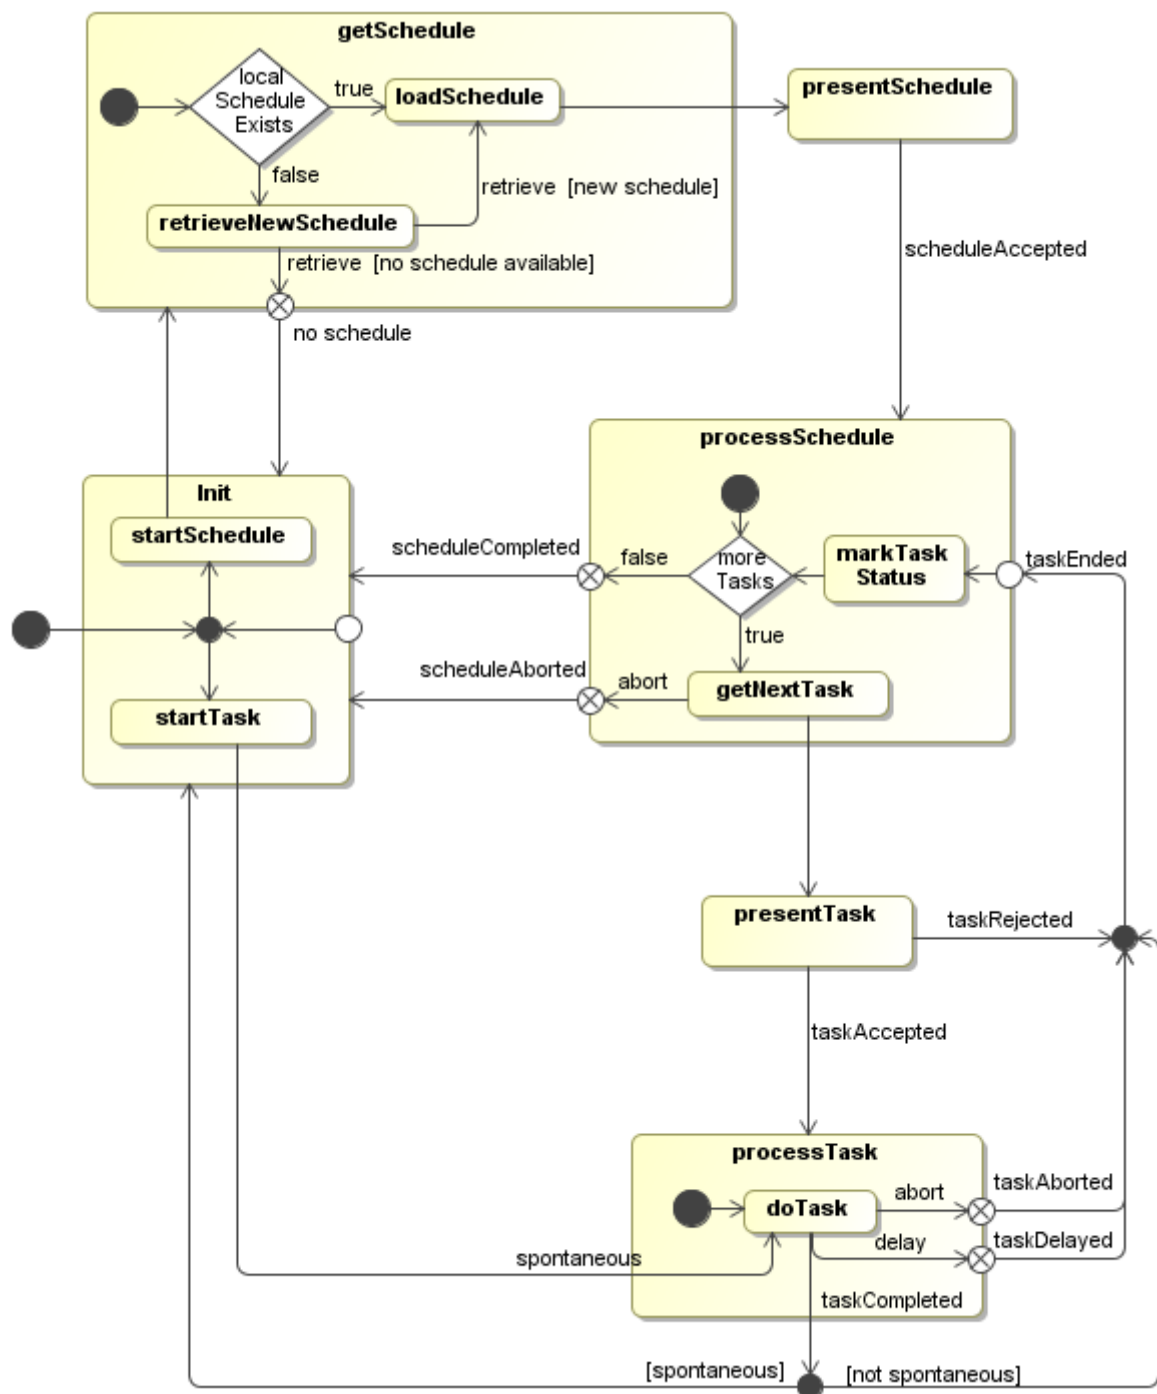 getSchedule
local
Schedule
Exists
true
loadSchedule
presentSchedule
false
retrieve [new schedule]
retrieveNewSchedule
retrieve [no schedule available]
scheduleAccepted
no schedule
processSchedule
Init
startSchedule
scheduleCompleted
false
more
Tasks
markTask
Status
taskEnded
true
scheduleAborted
abort
getNextTask
startTask
presentTask
taskRejected
taskAccepted
processTask
doTask
abort
taskAborted
delay
taskDelayed
spontaneous
taskCompleted
[spontaneous]
[not spontaneous]